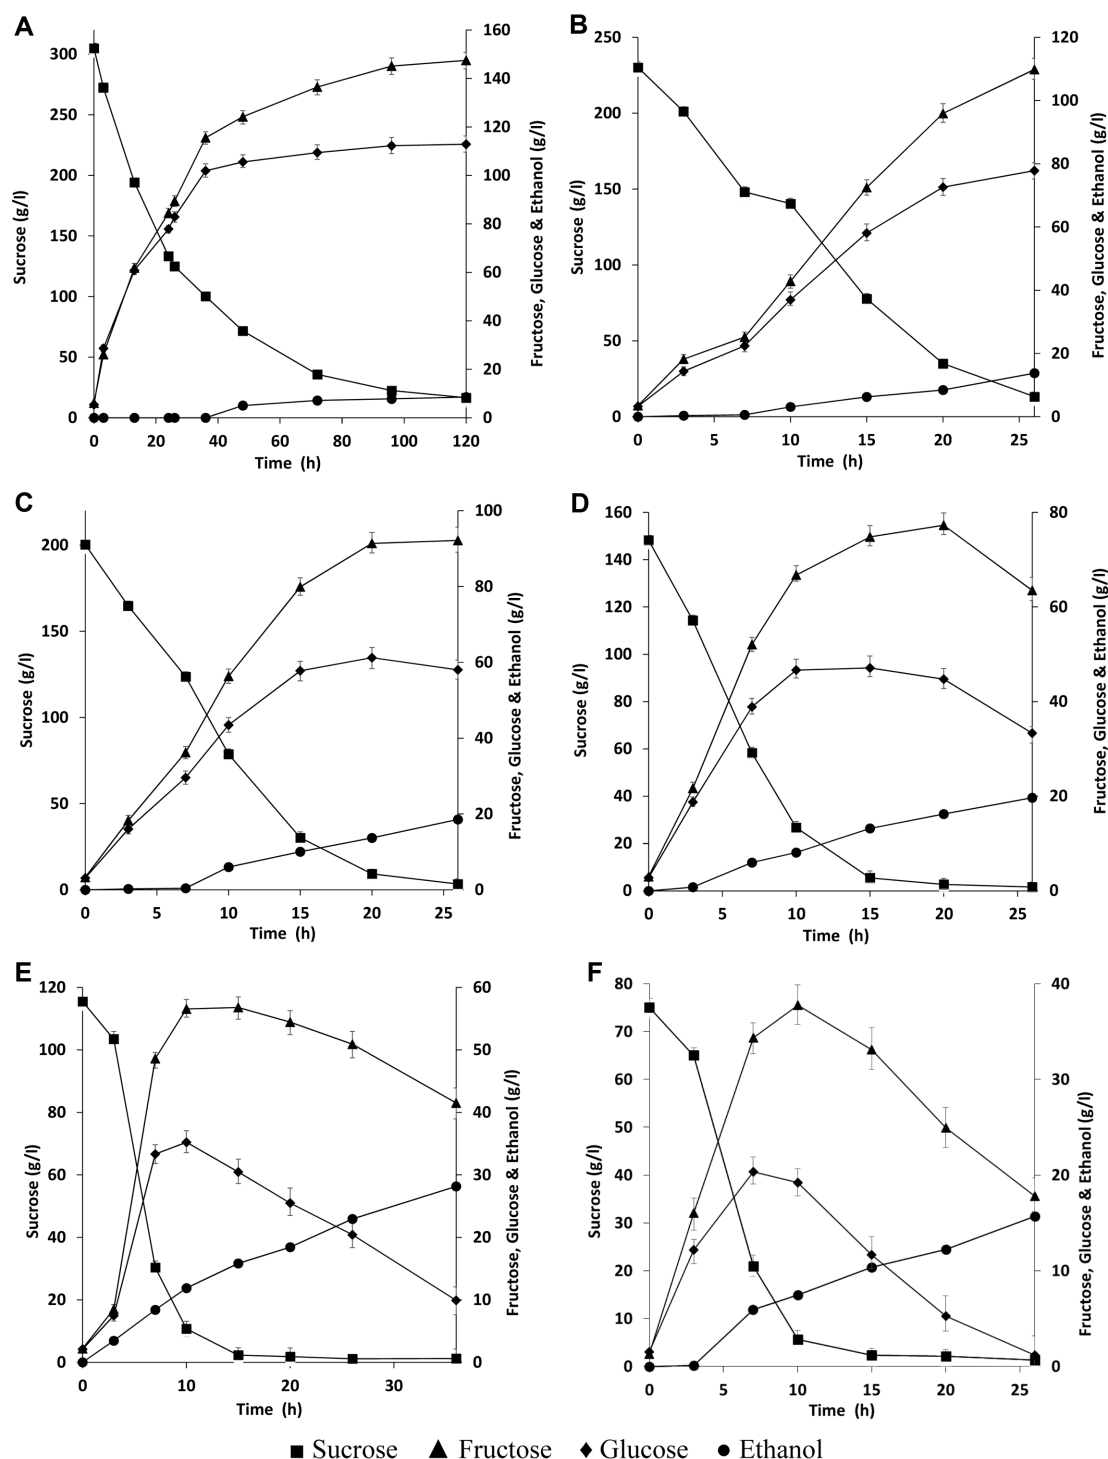 A
160
300
140
250
120
200
100
150
80
60
100
40
50
20
0
0
0 20 40 60 80 100 120
Time (h)
Sucrose (g/l)
Fructose, Glucose & Ethanol (g/l)
B
250
120
200
100
150
80
60
100
40
50
20
0
0
0 5 10 15 20 25
Time (h)
Sucrose (g/l)
Fructose, Glucose & Ethanol (g/l)
C
100
200
80
150
60
100
40
50
20
0
0
0 5 10 15 20 25
Time (h)
Sucrose (g/l)
Fructose, Glucose & Ethanol (g/l)
D
160
80
140
120
60
100
80
40
60
40
20
20
0
0
0 5 10 15 20 25
Time (h)
Sucrose (g/l)
Fructose, Glucose & Ethanol (g/l)
E
120
60
100
50
80
40
60
30
40
20
20
10
0
0
0 10 20 30
Time (h)
Sucrose (g/l)
Fructose, Glucose & Ethanol (g/l)
F
80
40
70
60
30
50
40
20
30
20
10
10
0
0
0 5 10 15 20 25
Time (h)
Sucrose (g/l)
Fructose, Glucose & Ethanol (g/l)
Sucrose Fructose Glucose Ethanol